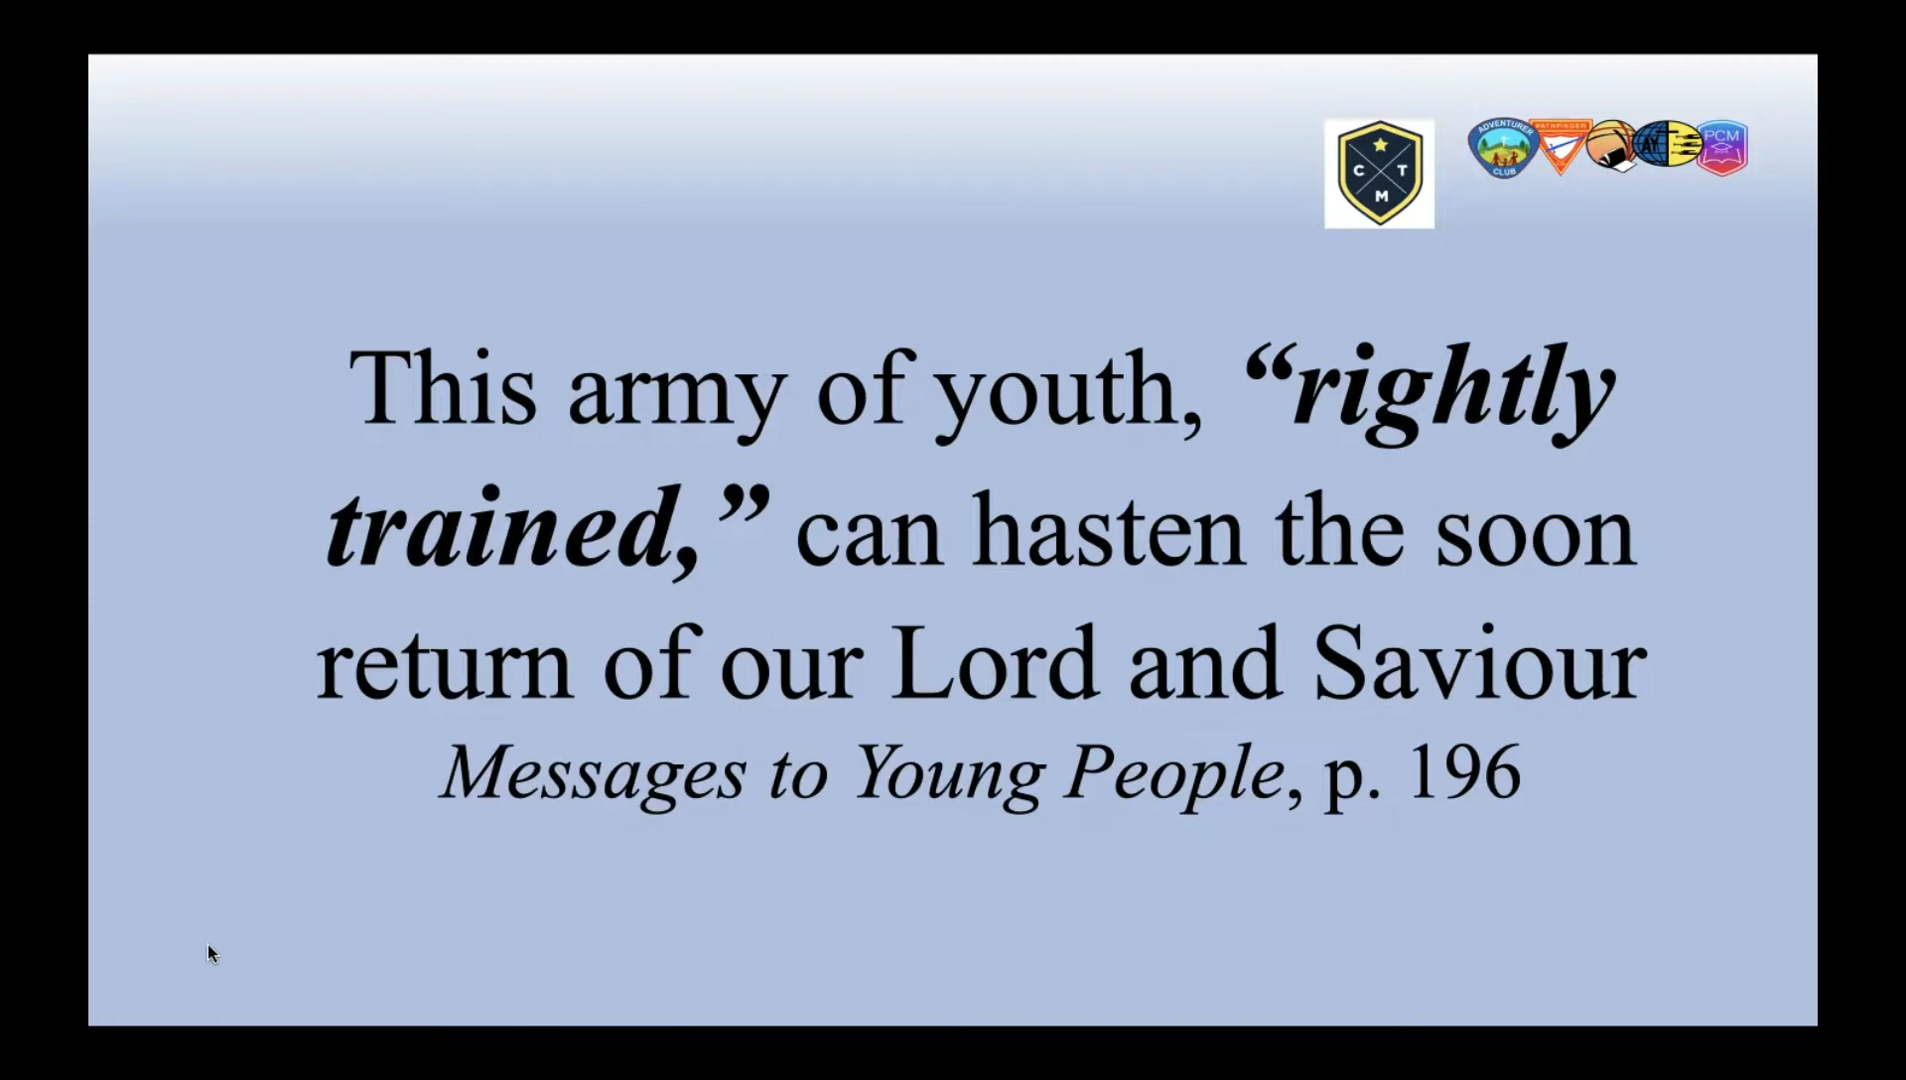 C T
M
ADVENTURER
CLUB
PATHFINDER
AY
PCM
This army of youth, “rightly
trained,” can hasten the soon
return of our Lord and Saviour
Messages to Young People, p. 196